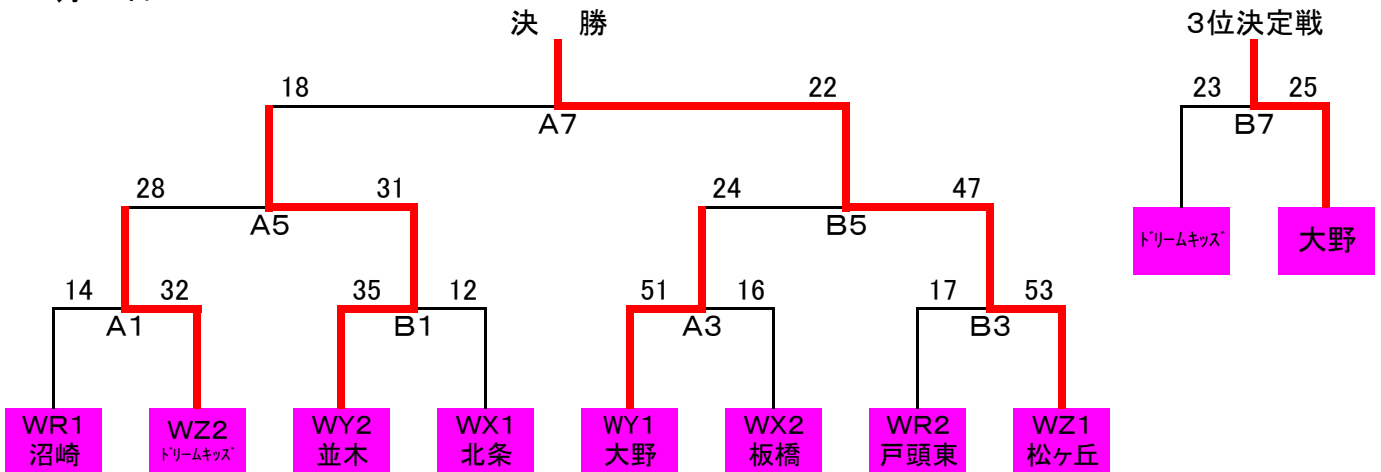 決 勝
3位決定戦
18
22
23
25
A7
B7
28
31
24
47
ﾄﾞﾘｰﾑｷｯｽﾞ
大野
A5
B5
14
32
35
12
51
16
17
53
A1
B1
A3
B3
WR1
沼崎
WZ2
ﾄﾞﾘｰﾑｷｯｽﾞ
WY2
並木
WX1
北条
WY1
大野
WX2
板橋
WR2
戸頭東
WZ1
松ヶ丘